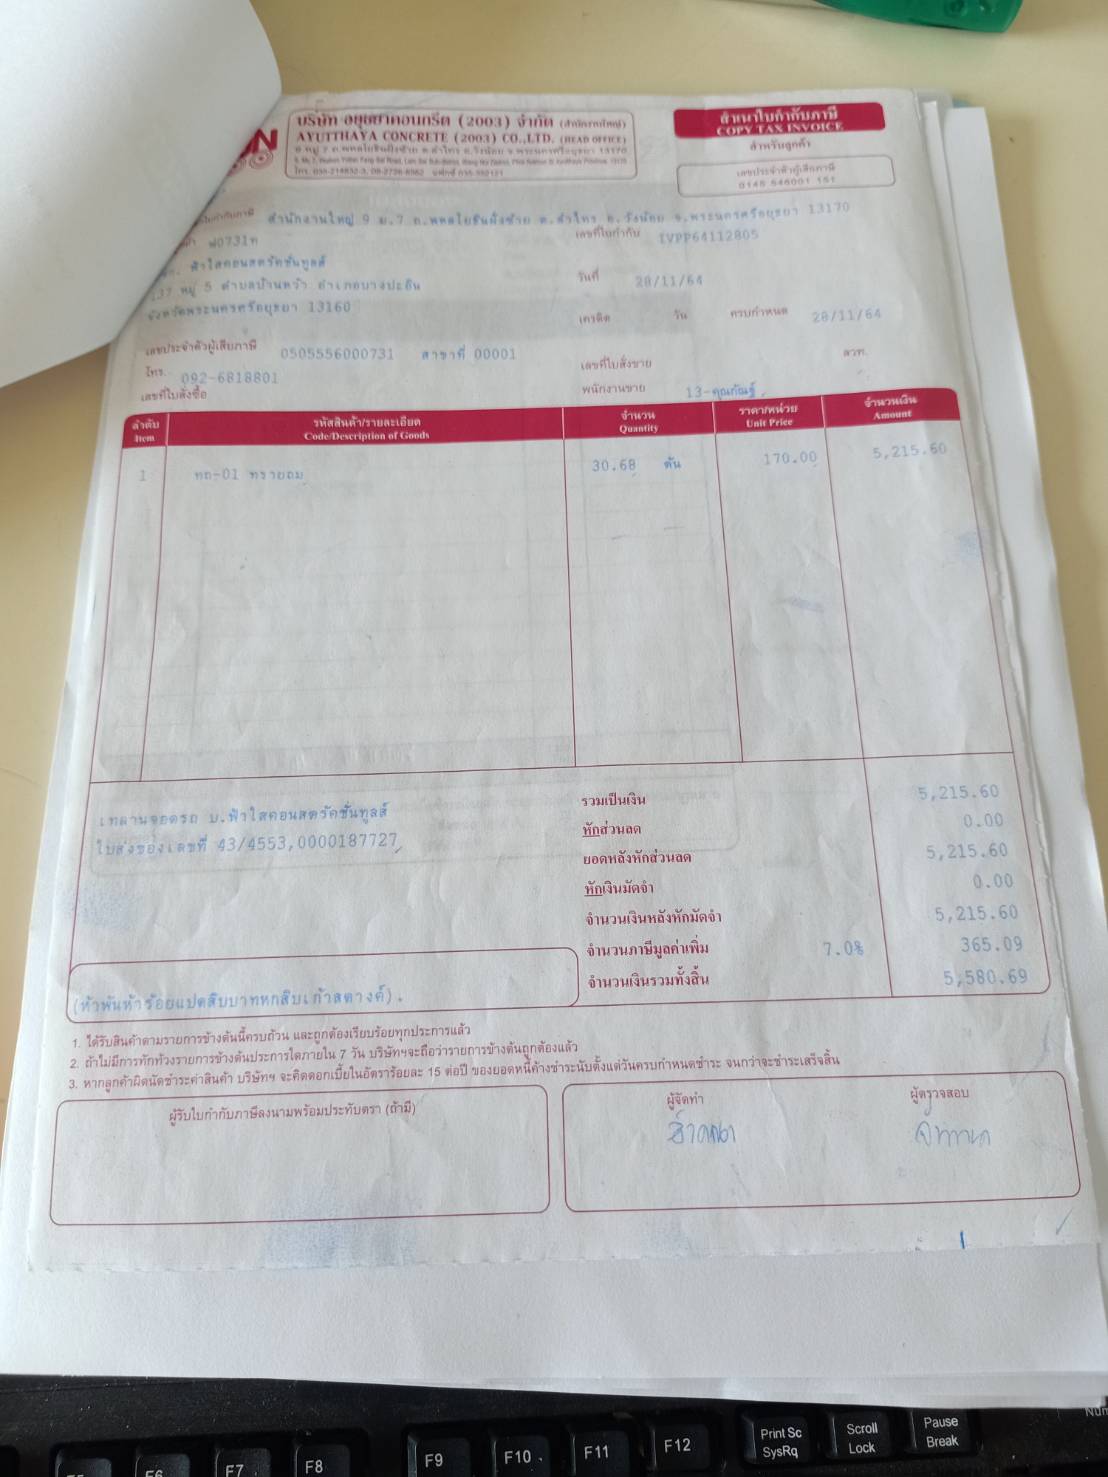 บริษัท อยุธยาคอนกรีต (2003) จำกัด (สำนักงานใหญ่)
AYUTTHAYA CONCRETE (2003) CO.,LTD. (HEAD OFFICE)
9 หมู่ 7 ถ.พหลโยธินฝั่งซ้าย ต.ลำไทร อ.วังน้อย จ.พระนครศรีอยุธยา 13170
สำเนาใบกำกับภาษี
COPY TAX INVOICE
สำหรับลูกค้า
เลขประจำตัวผู้เสียภาษี
0145 546001 151
สำนักงานใหญ่ 9 ม.7 ถ.พหลโยธินฝั่งซ้าย ต.ลำไทร อ.วังน้อย จ.พระนครศรีอยุธยา 13170
ฟ0731ท
เลขที่ใบกำกับ IVPP64112805
ฟ้าใสคอนสตรัคชั่นทูลส์
137 หมู่ 5 ตำบลบ้านกรด อำเภอบางปะอิน
วันที่ 28/11/64
จังหวัดพระนครศรีอยุธยา 13160
เครดิต วัน ครบกำหนด 28/11/64
เลขประจำตัวผู้เสียภาษี 0505556000731 สาขาที่ 00001
เลขที่ใบสั่งขาย
โทร. 092-6818801
เลขที่ใบสั่งซื้อ
พนักงานขาย 13-คุณกัณฐ์
ลำดับ รหัสสินค้า/รายละเอียด จำนวน ราคา/หน่วย จำนวนเงิน
Item Code/Description of Goods Quantity Unit Price Amount
1 ทถ-01 ทรายถม 30.68 ตัน 170.00 5,215.60
เทลานจอดรถ บ.ฟ้าใสคอนสตรัคชั่นทูลส์
ใบส่งของเลขที่ 43/4553,0000187727
รวมเป็นเงิน 5,215.60
หักส่วนลด 0.00
ยอดหลังหักส่วนลด 5,215.60
หักเงินมัดจำ 0.00
จำนวนเงินหลังหักมัดจำ 5,215.60
จำนวนภาษีมูลค่าเพิ่ม 7.0% 365.09
จำนวนเงินรวมทั้งสิ้น 5,580.69
(ห้าพันห้าร้อยแปดสิบบาทหกสิบเก้าสตางค์).
1. ได้รับสินค้าตามรายการข้างต้นนี้ครบถ้วน และถูกต้องเรียบร้อยทุกประการแล้ว
2. ถ้าไม่มีการทักท้วงรายการข้างต้นประการใดภายใน 7 วัน บริษัทฯจะถือว่ารายการข้างต้นถูกต้องแล้ว
3. หากลูกค้าผิดนัดชำระค่าสินค้า บริษัทฯ จะคิดดอกเบี้ยในอัตราร้อยละ 15 ต่อปี ของยอดหนี้ค้างชำระนับตั้งแต่วันครบกำหนดชำระ จนกว่าจะชำระเสร็จสิ้น
ผู้รับใบกำกับภาษีลงนามพร้อมประทับตรา (ถ้ามี)
ผู้จัดทำ
ผู้ตรวจสอบ
F7 F8 F9 F10 F11 F12
Print Sc
SysRq
Scroll
Lock
Pause
Break